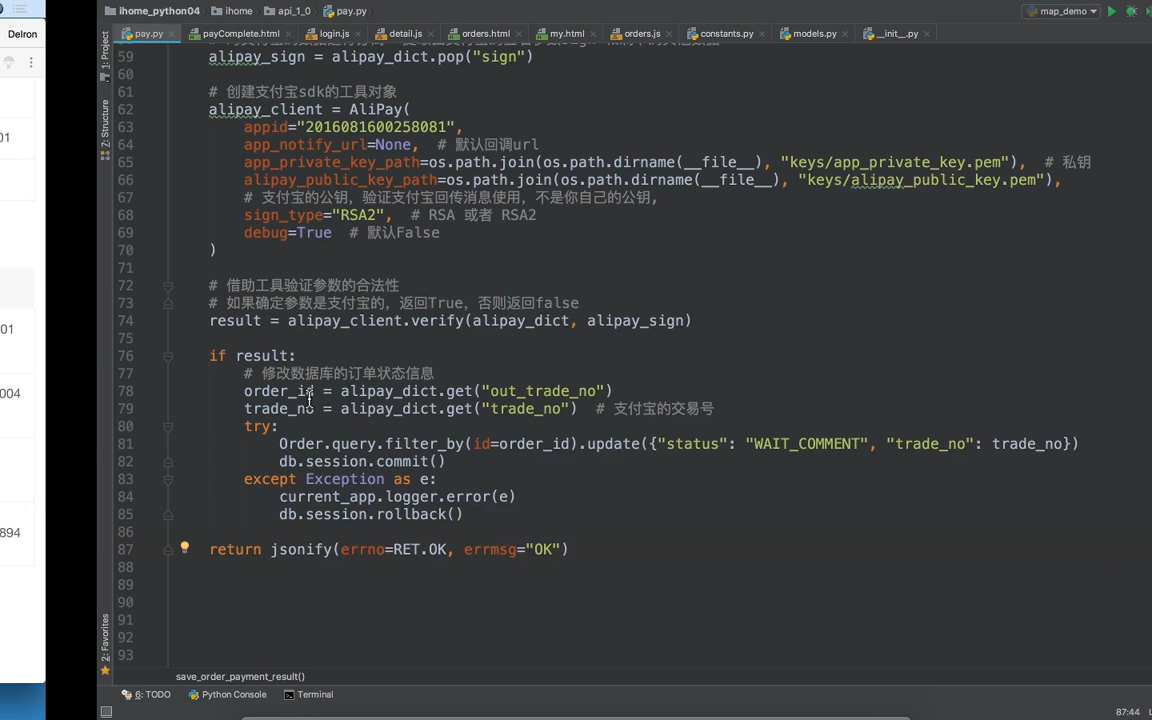 ihome_python04 ihome api_1_0 pay.py map_demo
Delron
pay.py payComplete.html login.js detail.js orders.html my.html orders.js constants.py models.py __init__.py
1: Project
7: Structure
2: Favorites
01
01
004
894
59 alipay_sign = alipay_dict.pop("sign")
60
61 # 创建支付宝sdk的工具对象
62 alipay_client = AliPay(
63 appid="2016081600258081",
64 app_notify_url=None, # 默认回调url
65 app_private_key_path=os.path.join(os.path.dirname(__file__), "keys/app_private_key.pem"), # 私钥
66 alipay_public_key_path=os.path.join(os.path.dirname(__file__), "keys/alipay_public_key.pem"),
67 # 支付宝的公钥，验证支付宝回传消息使用，不是你自己的公钥,
68 sign_type="RSA2", # RSA 或者 RSA2
69 debug=True # 默认False
70 )
71
72 # 借助工具验证参数的合法性
73 # 如果确定参数是支付宝的，返回True，否则返回false
74 result = alipay_client.verify(alipay_dict, alipay_sign)
75
76 if result:
77 # 修改数据库的订单状态信息
78 order_id = alipay_dict.get("out_trade_no")
79 trade_no = alipay_dict.get("trade_no") # 支付宝的交易号
80 try:
81 Order.query.filter_by(id=order_id).update({"status": "WAIT_COMMENT", "trade_no": trade_no})
82 db.session.commit()
83 except Exception as e:
84 current_app.logger.error(e)
85 db.session.rollback()
86
87 return jsonify(errno=RET.OK, errmsg="OK")
88
89
90
91
92
93
save_order_payment_result()
6: TODO Python Console Terminal
87:44